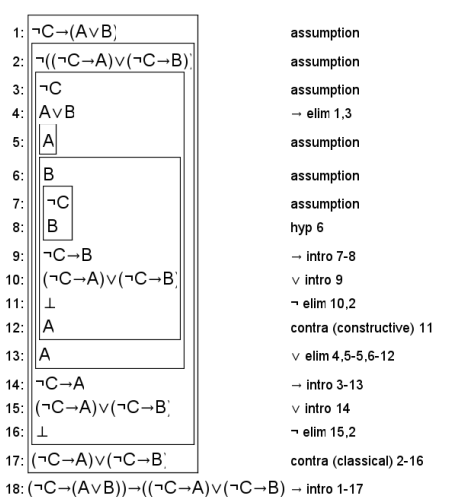 1: ¬C→(A∨B) assumption
2: ¬((¬C→A)∨(¬C→B)) assumption
3: ¬C assumption
4: A∨B → elim 1,3
5: A assumption
6: B assumption
7: ¬C assumption
8: B hyp 6
9: ¬C→B → intro 7-8
10: (¬C→A)∨(¬C→B) ∨ intro 9
11: ⊥ ¬ elim 10,2
12: A contra (constructive) 11
13: A ∨ elim 4,5-5,6-12
14: ¬C→A → intro 3-13
15: (¬C→A)∨(¬C→B) ∨ intro 14
16: ⊥ ¬ elim 15,2
17: (¬C→A)∨(¬C→B) contra (classical) 2-16
18: (¬C→(A∨B))→((¬C→A)∨(¬C→B) → intro 1-17